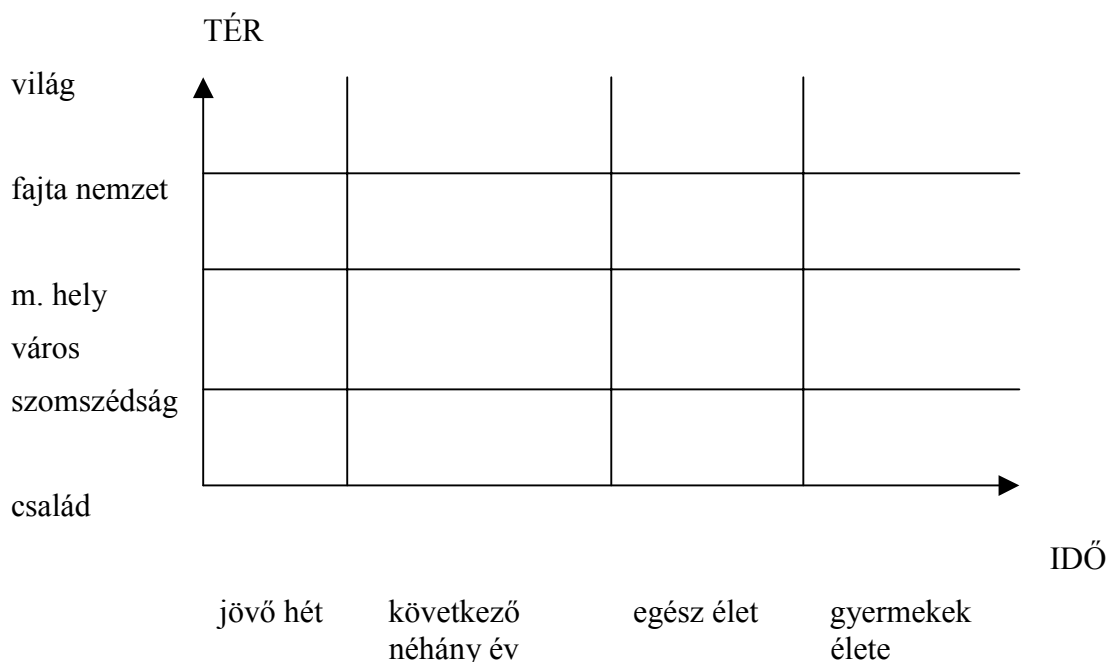 TÉR
világ
fajta nemzet
m. hely
város
szomszédság
család
IDŐ
jövő hét
következő
néhány év
egész élet
gyermekek
élete